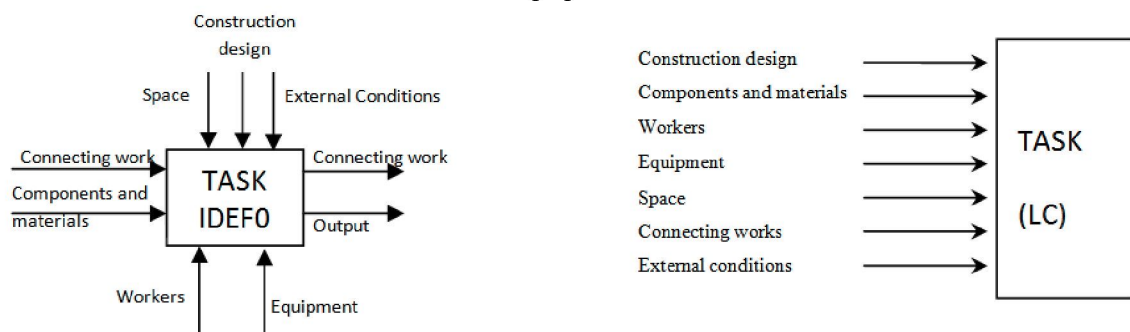 Construction
design
Space
External Conditions
Connecting work
Connecting work
TASK
IDEF0
Components and
materials
Output
Workers
Equipment
Construction design
Components and materials
Workers
Equipment
Space
Connecting works
External conditions
TASK
(LC)